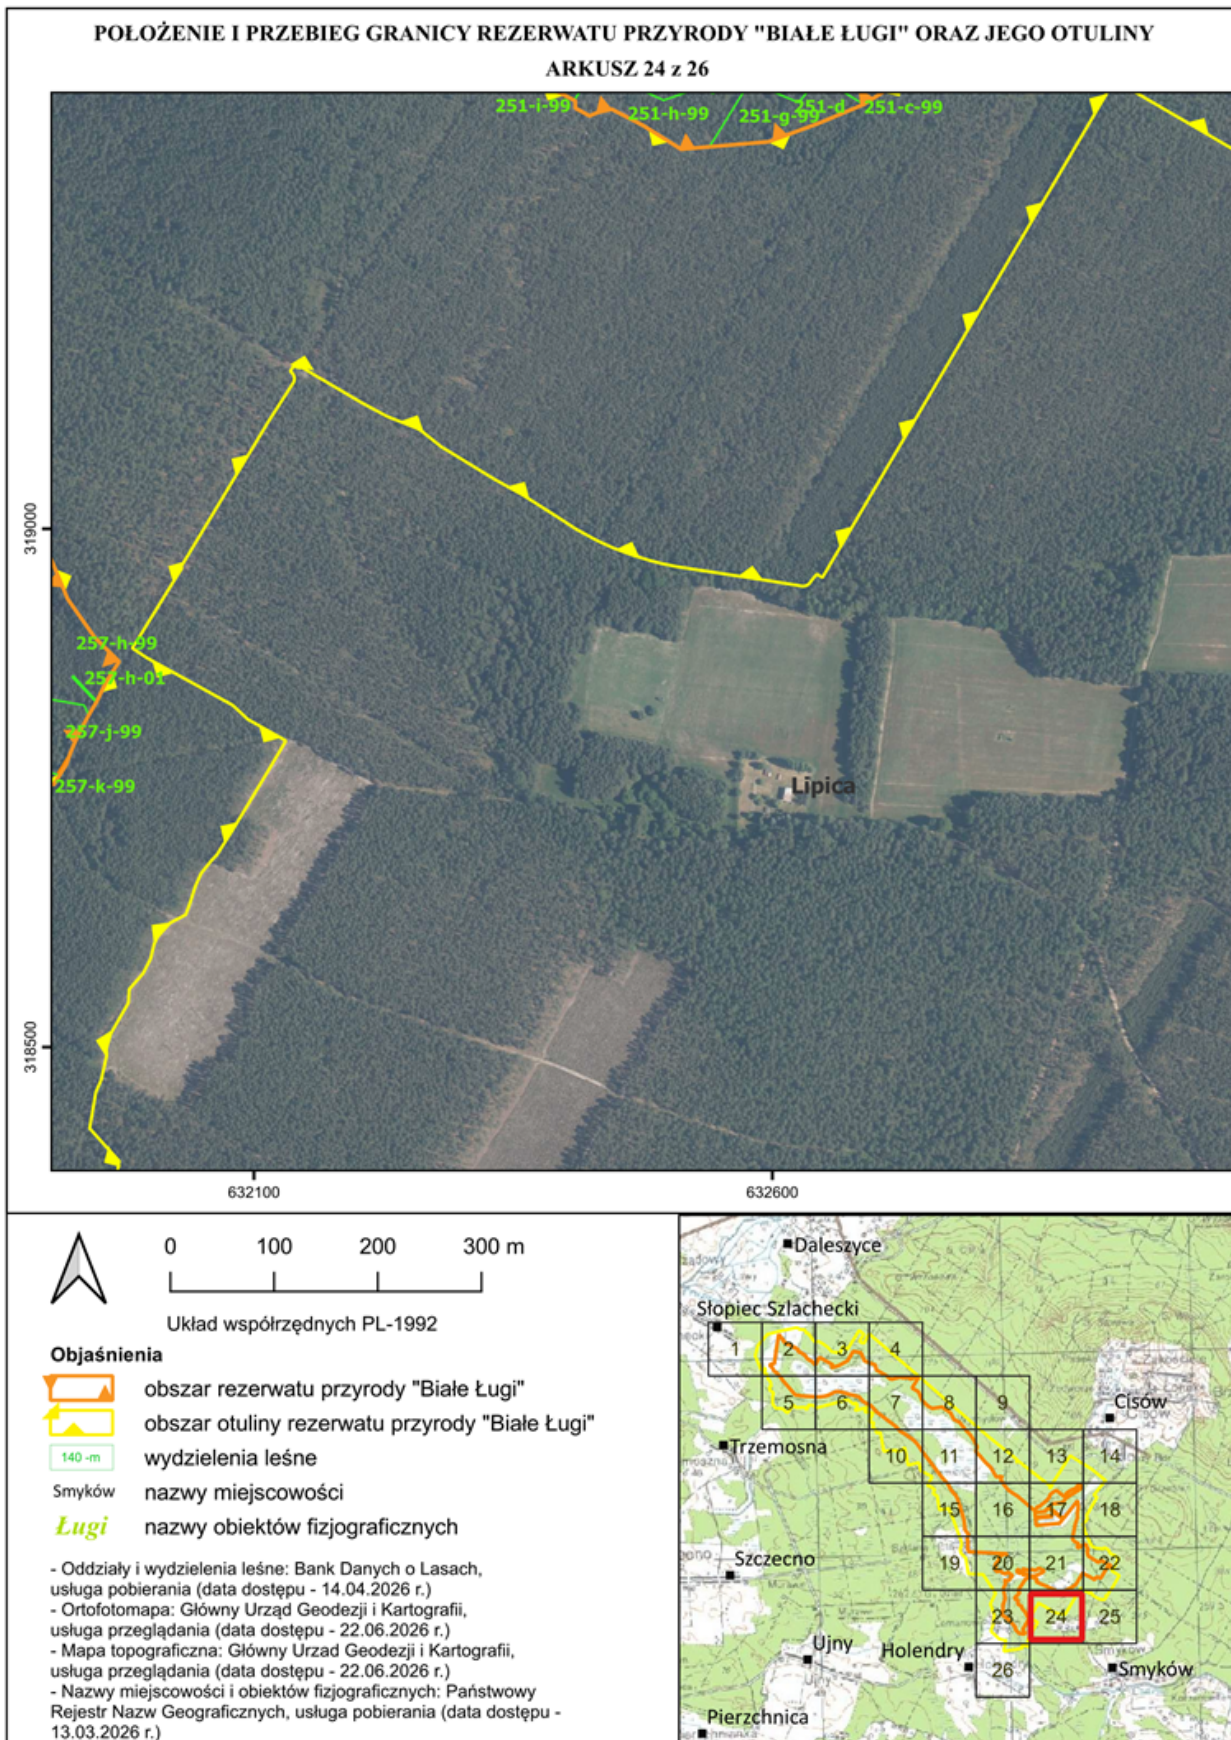 POŁOŻENIE I PRZEBIEG GRANICY REZERWATU PRZYRODY "BIAŁE ŁUGI" ORAZ JEGO OTULINY
ARKUSZ 24 z 26
251-i-99
251-h-99
251-g-99
251-d
251-c-99
319000
257-h-99
257-h-01
257-j-99
257-k-99
Lipica
318500
632100
632600
0 100 200 300 m
Układ współrzędnych PL-1992
Objaśnienia
obszar rezerwatu przyrody "Białe Ługi"
obszar otuliny rezerwatu przyrody "Białe Ługi"
140 -m wydzielenia leśne
Smyków nazwy miejscowości
Ługi nazwy obiektów fizjograficznych
- Oddziały i wydzielenia leśne: Bank Danych o Lasach,
usługa pobierania (data dostępu - 14.04.2026 r.)
- Ortofotomapa: Główny Urząd Geodezji i Kartografii,
usługa przeglądania (data dostępu - 22.06.2026 r.)
- Mapa topograficzna: Główny Urzad Geodezji i Kartografii,
usługa przeglądania (data dostępu - 22.06.2026 r.)
- Nazwy miejscowości i obiektów fizjograficznych: Państwowy
Rejestr Nazw Geograficznych, usługa pobierania (data dostępu -
13.03.2026 r.)
Daleszyce
Słopiec Szlachecki
1 2 3 4
5 6 7 8 9
Cisów
Trzemosna
10 11 12 13 14
15 16 17 18
Szczecno
19 20 21 22
23 24 25
Ujny
Holendry
26
Smyków
Pierzchnica